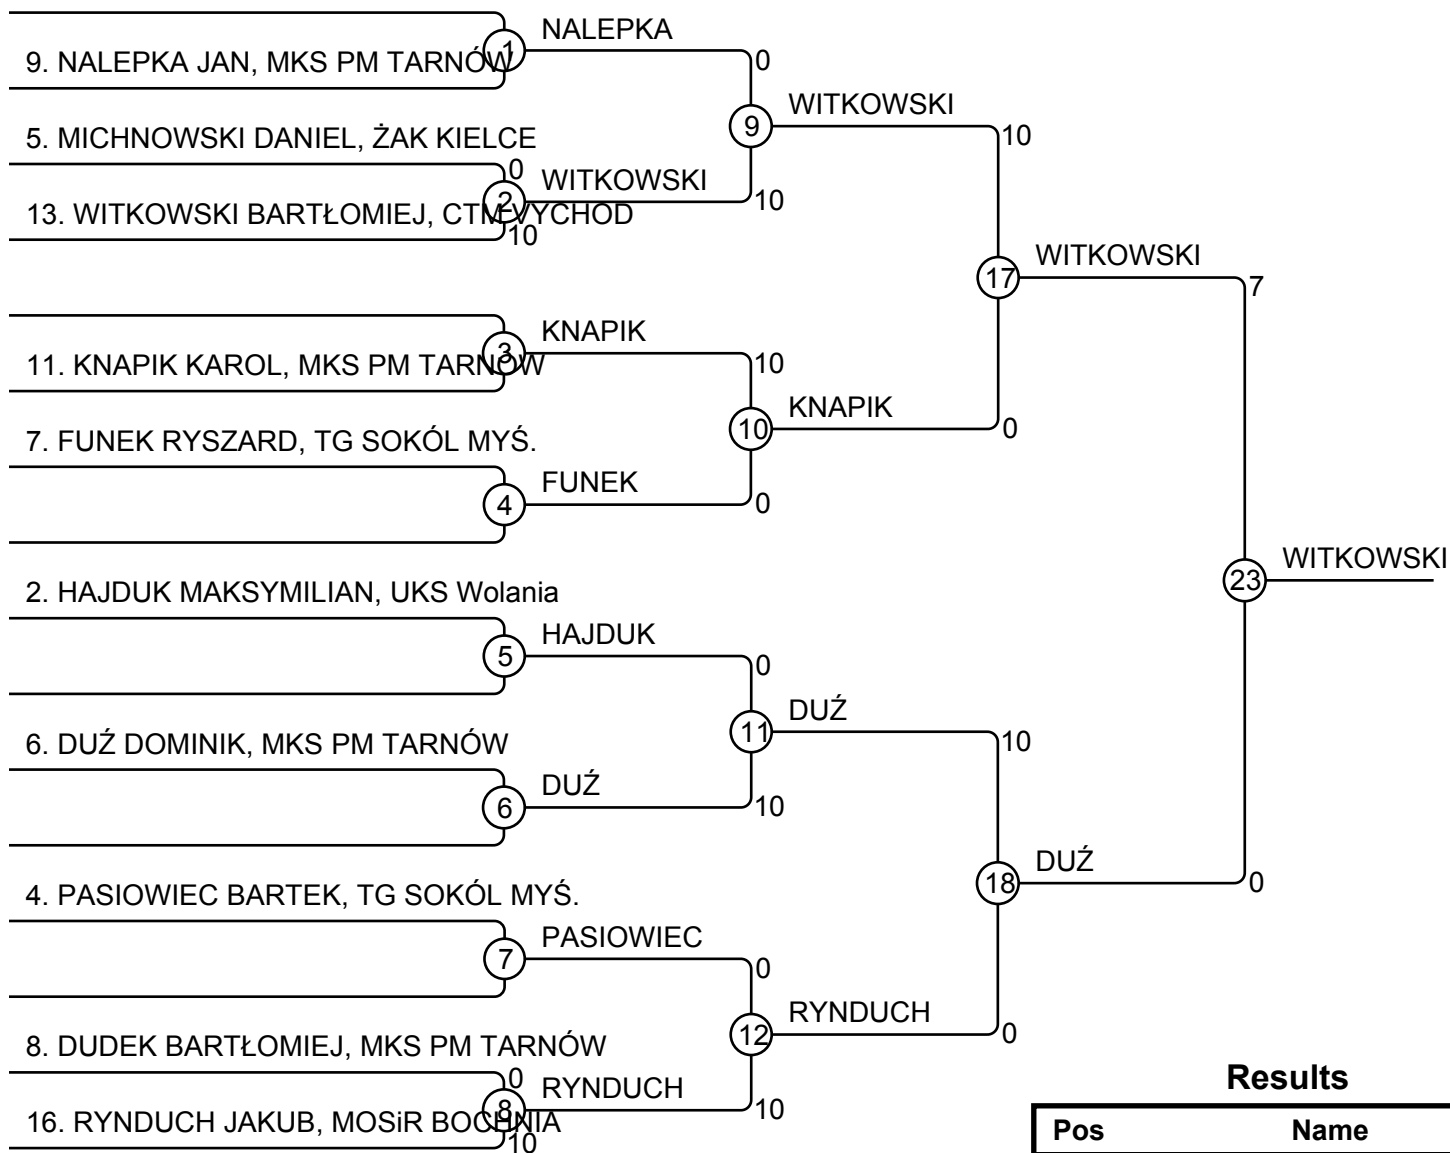 NALEPKA
1
9. NALEPKA JAN, MKS PM TARNÓW
0
WITKOWSKI
9
10
5. MICHNOWSKI DANIEL, ŻAK KIELCE
0
WITKOWSKI
2
10
13. WITKOWSKI BARTŁOMIEJ, CTM VYCHOD
10
WITKOWSKI
17
7
KNAPIK
3
10
11. KNAPIK KAROL, MKS PM TARNÓW
KNAPIK
10
0
7. FUNEK RYSZARD, TG SOKÓL MYŚ.
FUNEK
4
0
WITKOWSKI
23
2. HAJDUK MAKSYMILIAN, UKS Wolania
HAJDUK
5
0
DUŹ
11
10
6. DUŹ DOMINIK, MKS PM TARNÓW
DUŹ
6
10
DUŹ
18
0
4. PASIOWIEC BARTEK, TG SOKÓL MYŚ.
PASIOWIEC
7
0
RYNDUCH
12
0
8. DUDEK BARTŁOMIEJ, MKS PM TARNÓW
0
RYNDUCH
8
10
16. RYNDUCH JAKUB, MOSiR BOCHNIA
10
Results
Pos Name